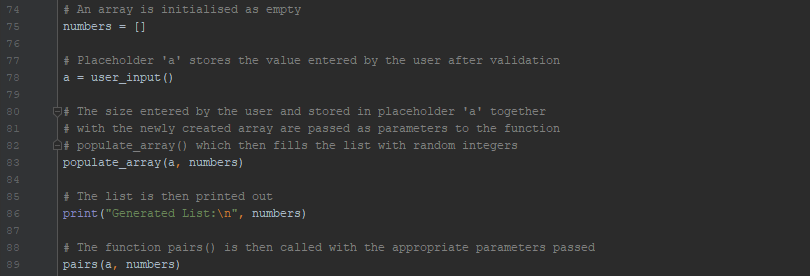 74 # An array is initialised as empty
75 numbers = []
76
77 # Placeholder 'a' stores the value entered by the user after validation
78 a = user_input()
79
80 # The size entered by the user and stored in placeholder 'a' together
81 # with the newly created array are passed as parameters to the function
82 # populate_array() which then fills the list with random integers
83 populate_array(a, numbers)
84
85 # The list is then printed out
86 print("Generated List:\n", numbers)
87
88 # The function pairs() is then called with the appropriate parameters passed
89 pairs(a, numbers)